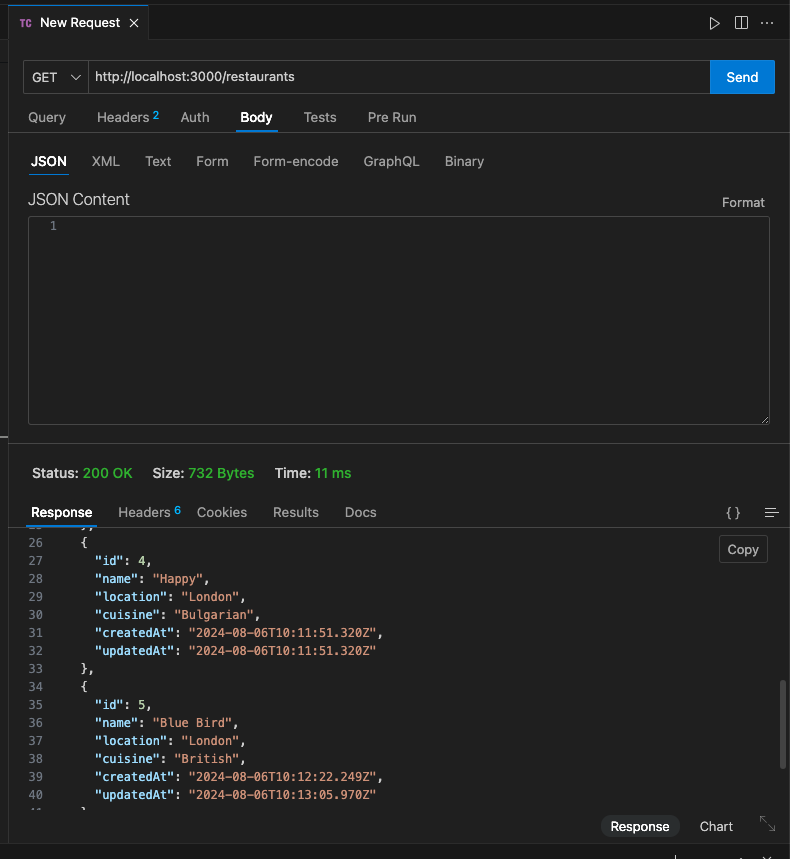 TC New Request
GET http://localhost:3000/restaurants Send
Query Headers 2 Auth Body Tests Pre Run
JSON XML Text Form Form-encode GraphQL Binary
JSON Content
Format
1
Status: 200 OK Size: 732 Bytes Time: 11 ms
Response Headers 6 Cookies Results Docs { }
Copy
26 {
27 "id": 4,
28 "name": "Happy",
29 "location": "London",
30 "cuisine": "Bulgarian",
31 "createdAt": "2024-08-06T10:11:51.320Z",
32 "updatedAt": "2024-08-06T10:11:51.320Z"
33 },
34 {
35 "id": 5,
36 "name": "Blue Bird",
37 "location": "London",
38 "cuisine": "British",
39 "createdAt": "2024-08-06T10:12:22.249Z",
40 "updatedAt": "2024-08-06T10:13:05.970Z"
Response Chart